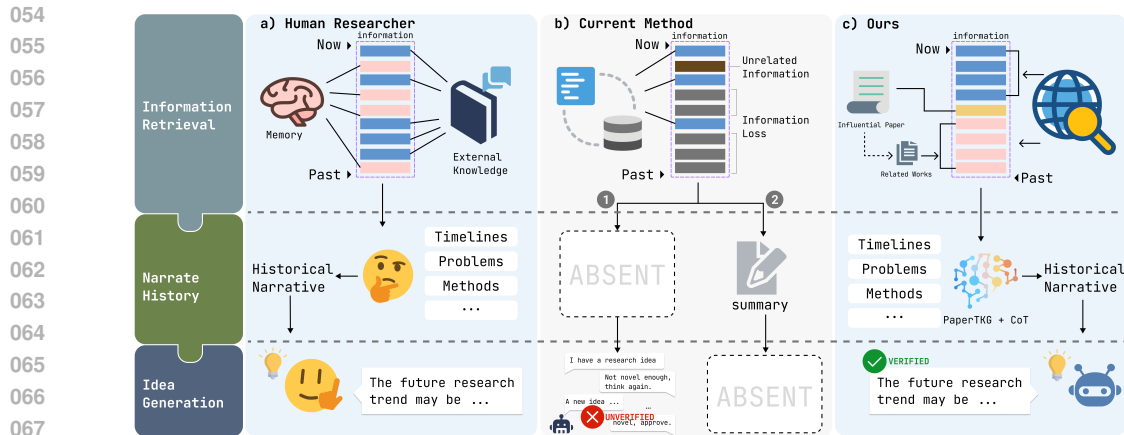 054
055
056
057
058
059
060
061
062
063
064
065
066
067
Information
Retrieval
Narrate
History
Idea
Generation
a) Human Researcher
information
Now
Memory
External
Knowledge
Past
Historical
Narrative
Timelines
Problems
Methods
...
The future research
trend may be ...
b) Current Method
information
Now
Unrelated
Information
Information
Loss
Past
1
2
ABSENT
summary
I have a research idea
Not novel enough,
think again.
A new idea ...
...
UNVERIFIED
novel, approve.
ABSENT
c) Ours
information
Now
Influential Paper
Related Works
Past
Timelines
Problems
Methods
...
PaperTKG + CoT
Historical
Narrative
VERIFIED
The future research
trend may be ...